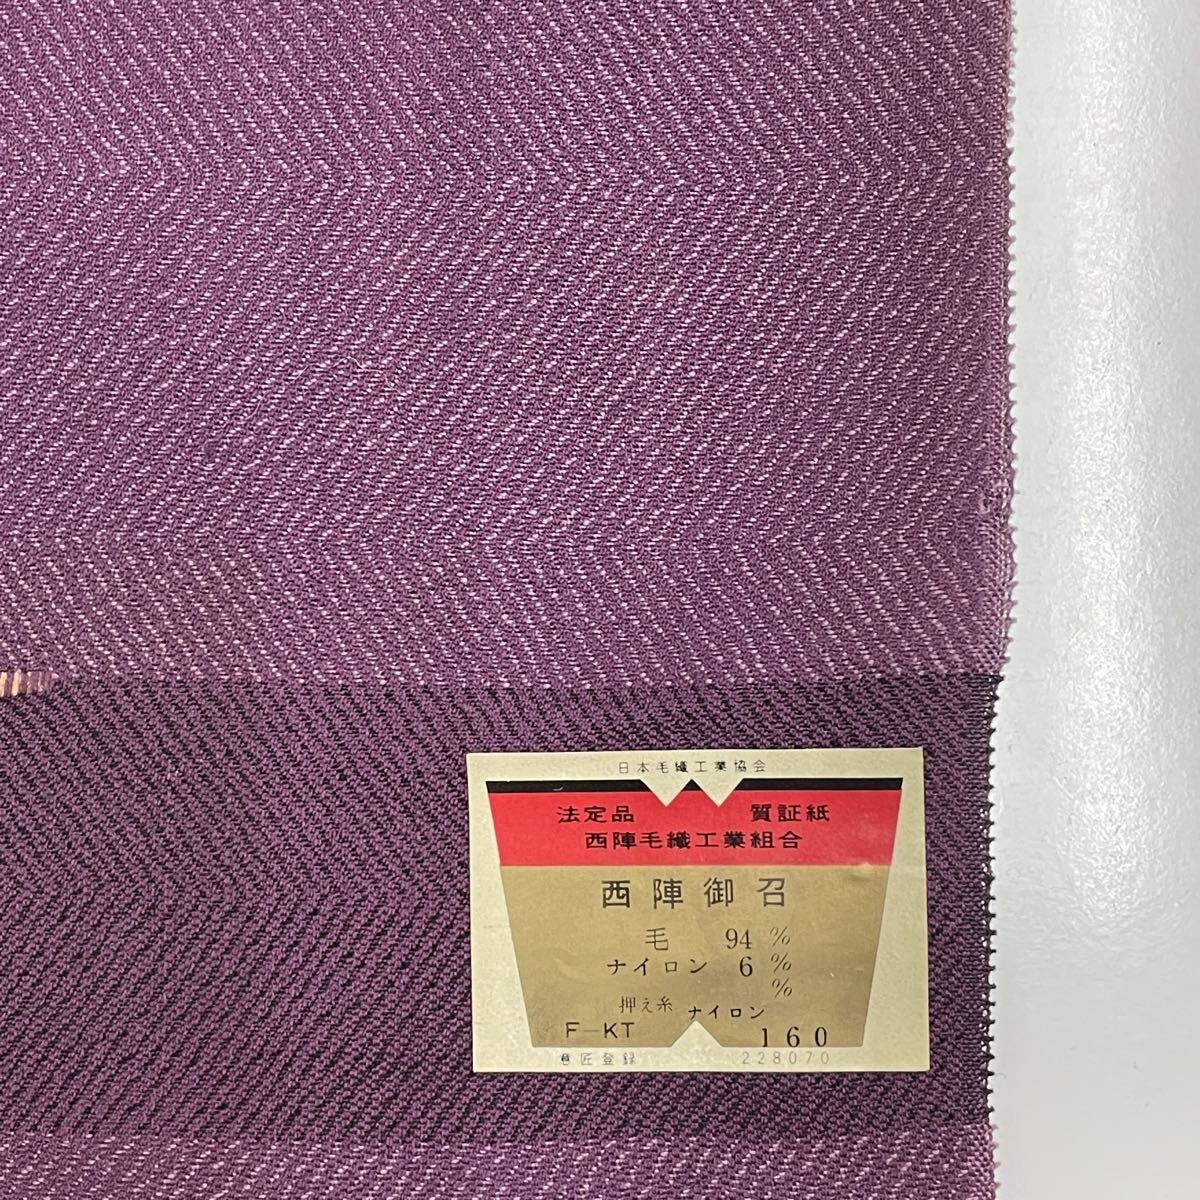 日本毛織工業協会
法定品 質証紙
西陣毛織工業組合
西陣御召
毛 94 %
ナイロン 6 %
%
押え糸 ナイロン
F-KT 160
意匠登録 228070